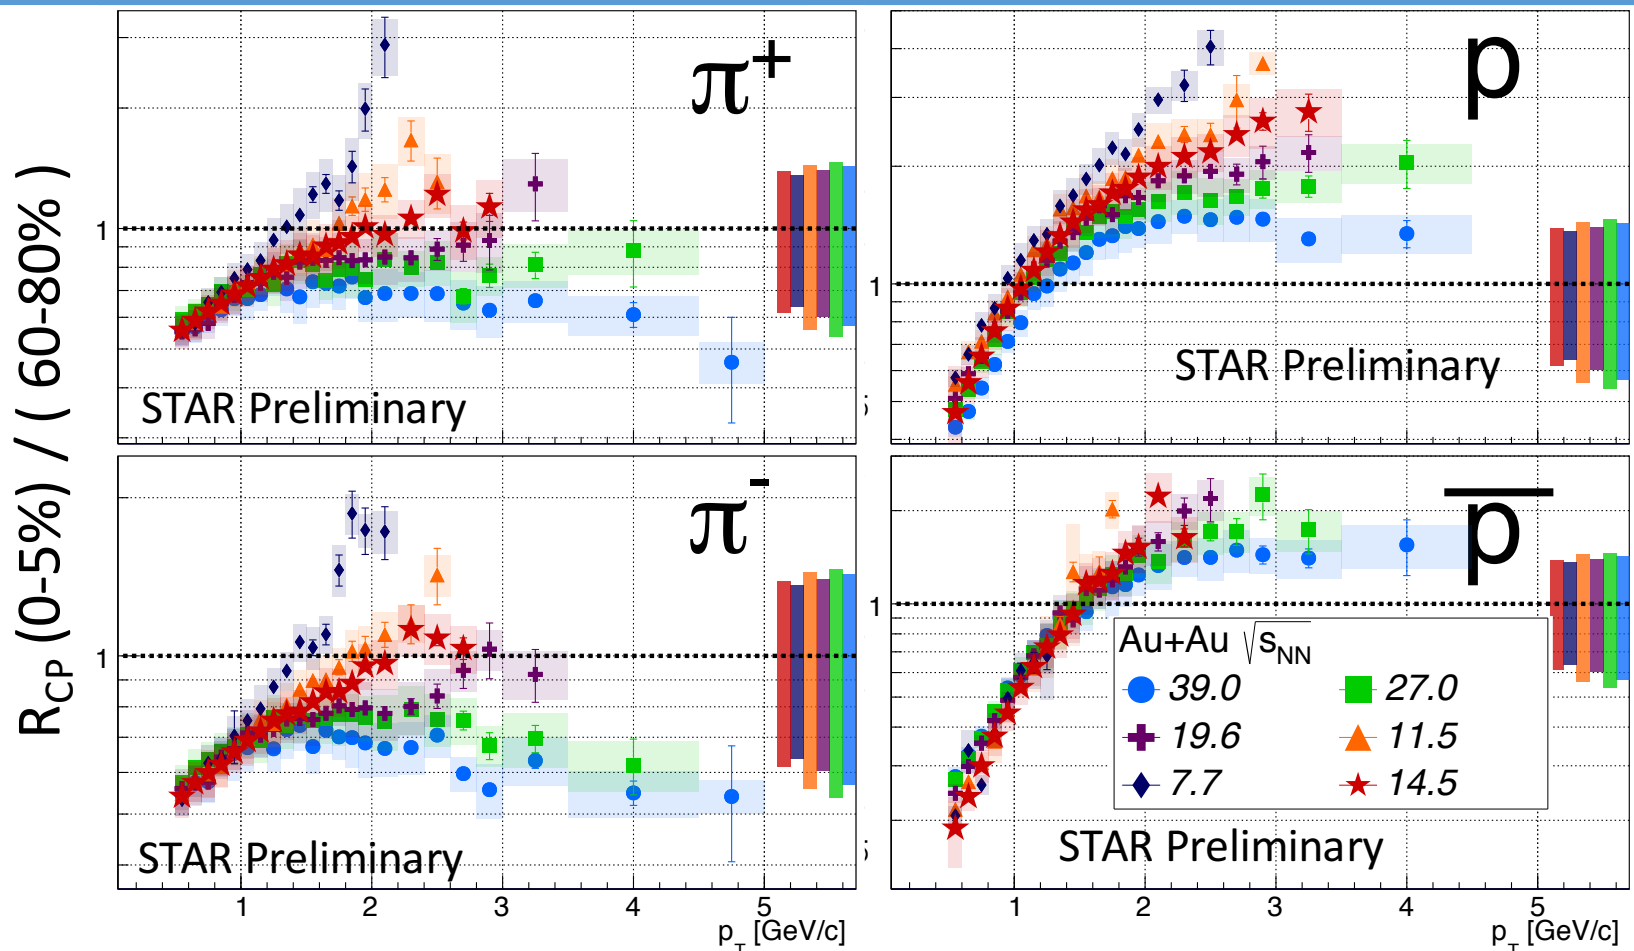 R_CP (0-5%) / ( 60-80% )
π⁺
1
STAR Preliminary
p
1
STAR Preliminary
π⁻
1
STAR Preliminary
1 2 3 4 5
p_T [GeV/c]
p̅
1
Au+Au √s_NN
39.0 27.0
19.6 11.5
7.7 14.5
STAR Preliminary
1 2 3 4 5
p_T [GeV/c]